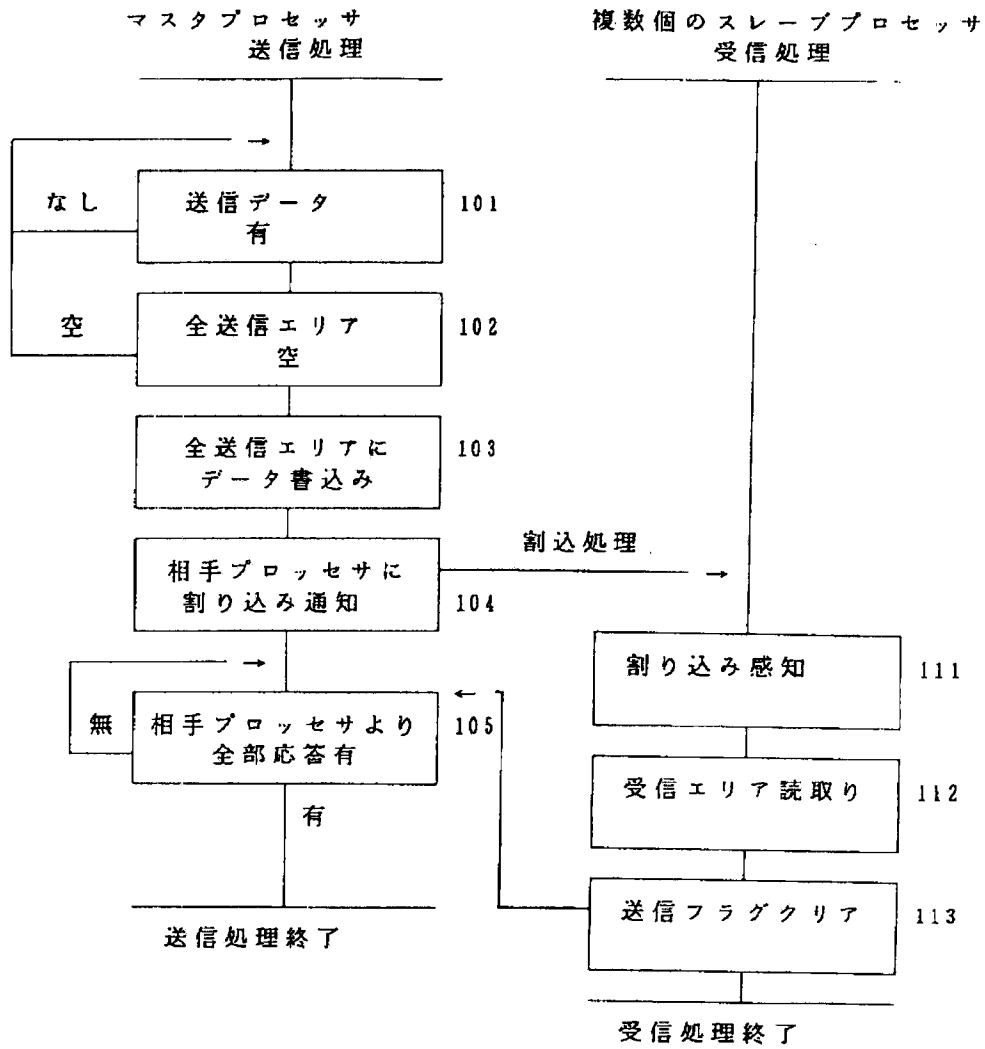 マスタプロセッサ
送信処理
複数個のスレーブプロセッサ
受信処理
なし
送信データ
有
101
空
全送信エリア
空
102
全送信エリアに
データ書込み
103
割込処理
相手プロッセサに
割り込み通知
104
割り込み感知
111
無
相手プロッセサより
全部応答有
105
受信エリア読取り
112
有
送信フラグクリア
113
送信処理終了
受信処理終了